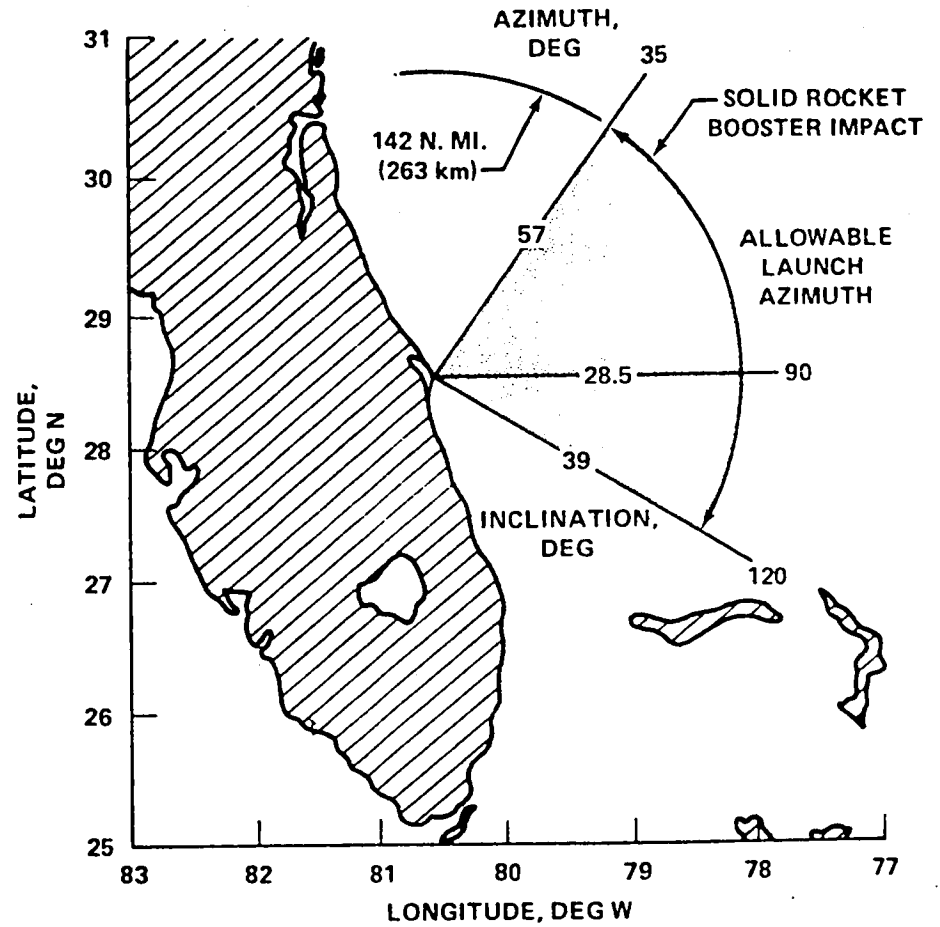 AZIMUTH,
DEG
35
SOLID ROCKET
BOOSTER IMPACT
142 N. MI.
(263 km)
57
ALLOWABLE
LAUNCH
AZIMUTH
28.5
90
39
INCLINATION,
DEG
120
LATITUDE,
DEG N
31
30
29
28
27
26
25
83
82
81
80
79
78
77
LONGITUDE, DEG W